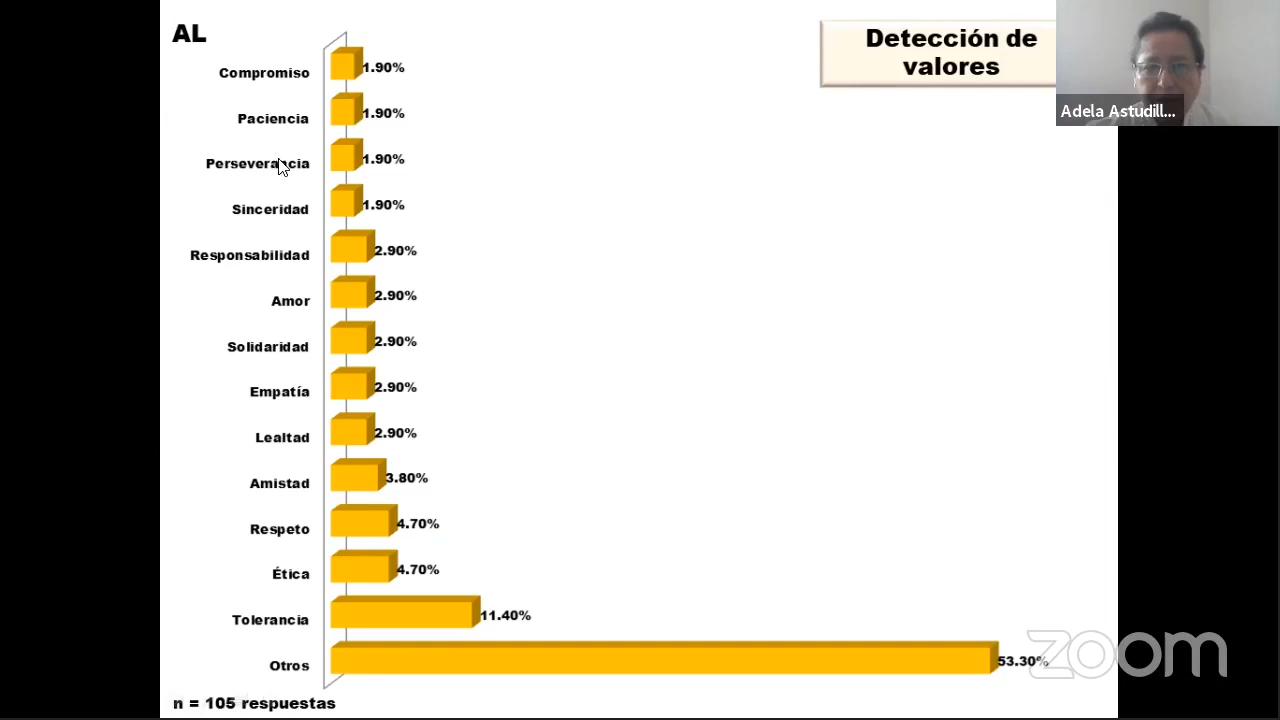 AL
Detección de
valores
Adela Astudill...
Compromiso 1.90%
Paciencia 1.90%
Perseverancia 1.90%
Sinceridad 1.90%
Responsabilidad 2.90%
Amor 2.90%
Solidaridad 2.90%
Empatía 2.90%
Lealtad 2.90%
Amistad 3.80%
Respeto 4.70%
Ética 4.70%
Tolerancia 11.40%
Otros 53.30%
zoom
n = 105 respuestas